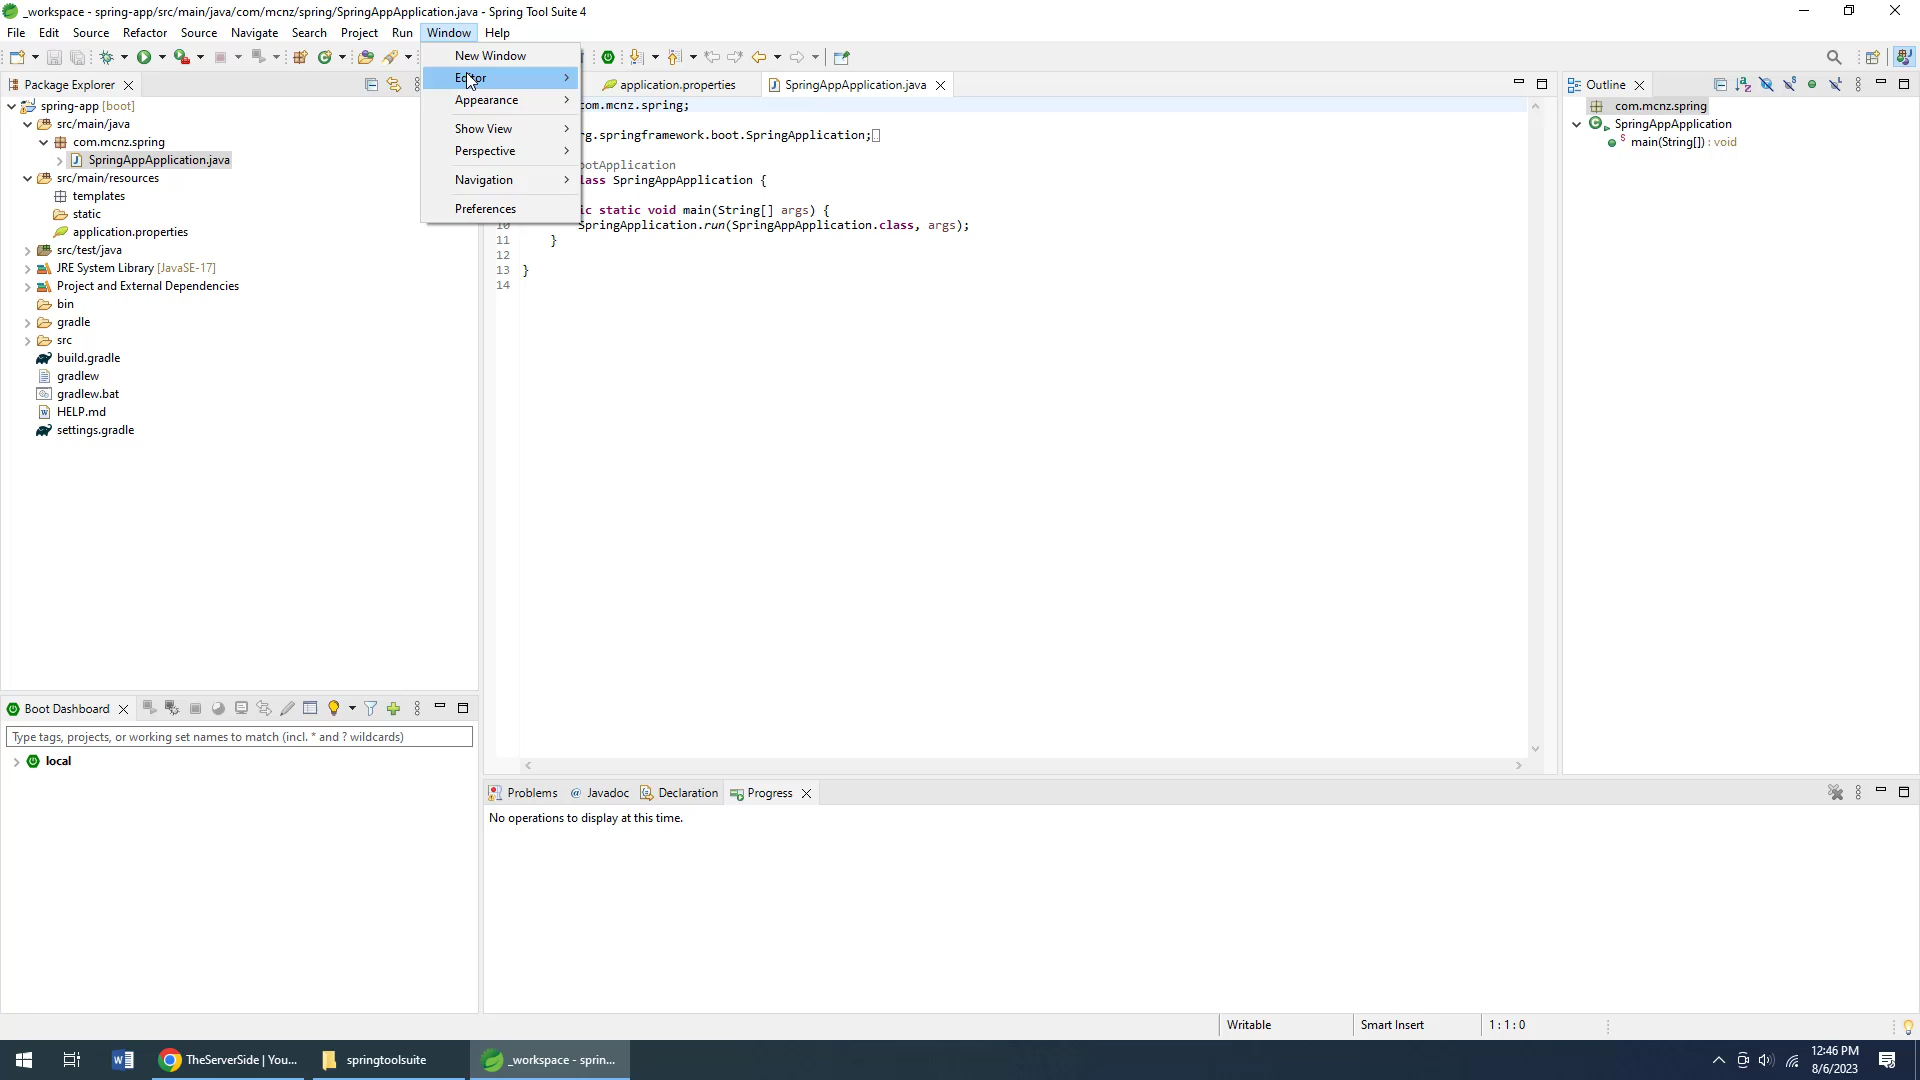 _workspace - spring-app/src/main/java/com/mcnz/spring/SpringAppApplication.java - Spring Tool Suite 4
File Edit Source Refactor Source Navigate Search Project Run Window Help
New Window
Editor
Appearance
Show View
Perspective
Navigation
Preferences
Package Explorer
spring-app [boot]
src/main/java
com.mcnz.spring
SpringAppApplication.java
src/main/resources
templates
static
application.properties
src/test/java
JRE System Library [JavaSE-17]
Project and External Dependencies
bin
gradle
src
build.gradle
gradlew
gradlew.bat
HELP.md
settings.gradle
application.properties
SpringAppApplication.java
com.mcnz.spring;
rg.springframework.boot.SpringApplication;
ootApplication
lass SpringAppApplication {
ic static void main(String[] args) {
10 SpringApplication.run(SpringAppApplication.class, args);
11 }
12
13 }
14
Outline
com.mcnz.spring
SpringAppApplication
main(String[]) : void
Boot Dashboard
Type tags, projects, or working set names to match (incl. * and ? wildcards)
local
Problems @ Javadoc Declaration Progress
No operations to display at this time.
Writable Smart Insert 1 : 1 : 0
TheServerSide | You...
springtoolsuite
_workspace - sprin...
12:46 PM
8/6/2023